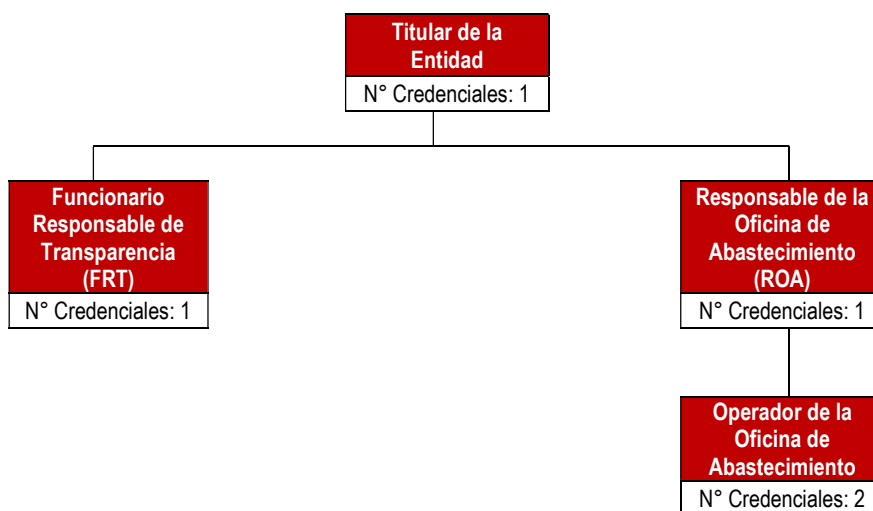 Titular de la
Entidad
N° Credenciales: 1
Funcionario
Responsable de
Transparencia
(FRT)
N° Credenciales: 1
Responsable de la
Oficina de
Abastecimiento
(ROA)
N° Credenciales: 1
Operador de la
Oficina de
Abastecimiento
N° Credenciales: 2